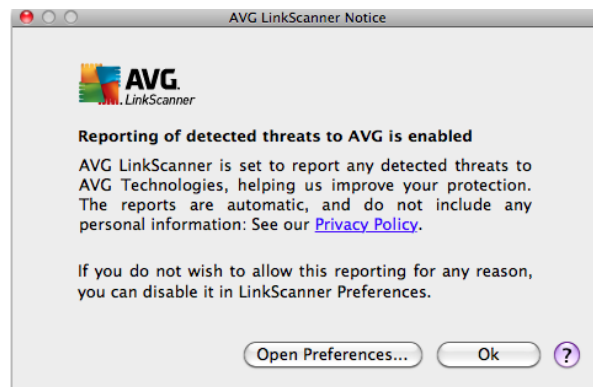 AVG LinkScanner Notice
AVG.
LinkScanner
Reporting of detected threats to AVG is enabled
AVG LinkScanner is set to report any detected threats to
AVG Technologies, helping us improve your protection.
The reports are automatic, and do not include any
personal information: See our Privacy Policy.
If you do not wish to allow this reporting for any reason,
you can disable it in LinkScanner Preferences.
Open Preferences...
Ok
?